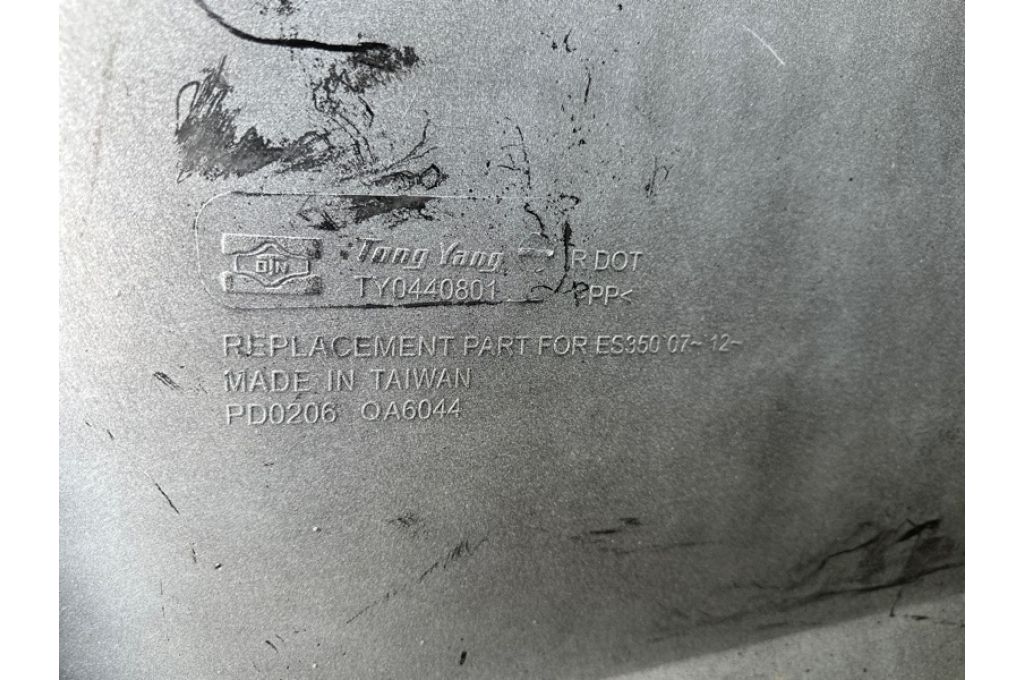 Tong Yang
R DOT
TY0440801
PP<
REPLACEMENT PART FOR ES350'07~'12~
MADE IN TAIWAN
PD0206 QA6044